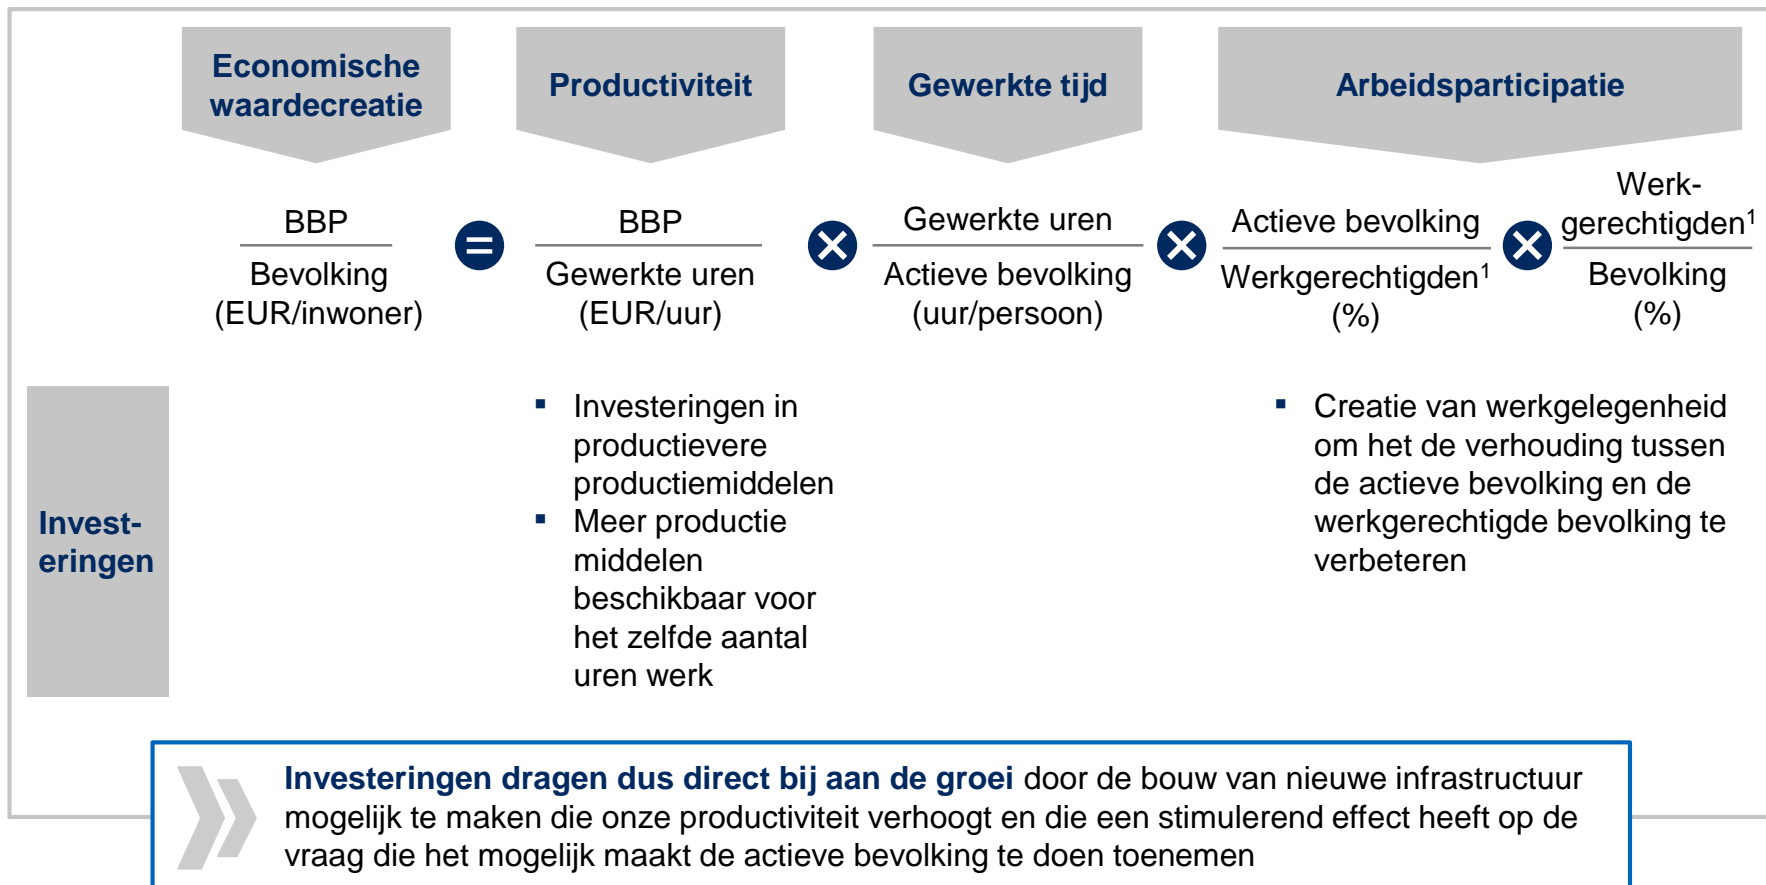 Economische
waardecreatie
Productiviteit
Gewerkte tijd
Arbeidsparticipatie
BBP
Bevolking
(EUR/inwoner)
=
BBP
Gewerkte uren
(EUR/uur)
×
Gewerkte uren
Actieve bevolking
(uur/persoon)
×
Actieve bevolking
Werkgerechtigden¹
(%)
×
Werk-
gerechtigden¹
Bevolking
(%)
Invest-
eringen
▪ Investeringen in
productievere
productiemiddelen
▪ Meer productie
middelen
beschikbaar voor
het zelfde aantal
uren werk
▪ Creatie van werkgelegenheid
om het de verhouding tussen
de actieve bevolking en de
werkgerechtigde bevolking te
verbeteren
Investeringen dragen dus direct bij aan de groei door de bouw van nieuwe infrastructuur
mogelijk te maken die onze productiviteit verhoogt en die een stimulerend effect heeft op de
vraag die het mogelijk maakt de actieve bevolking te doen toenemen